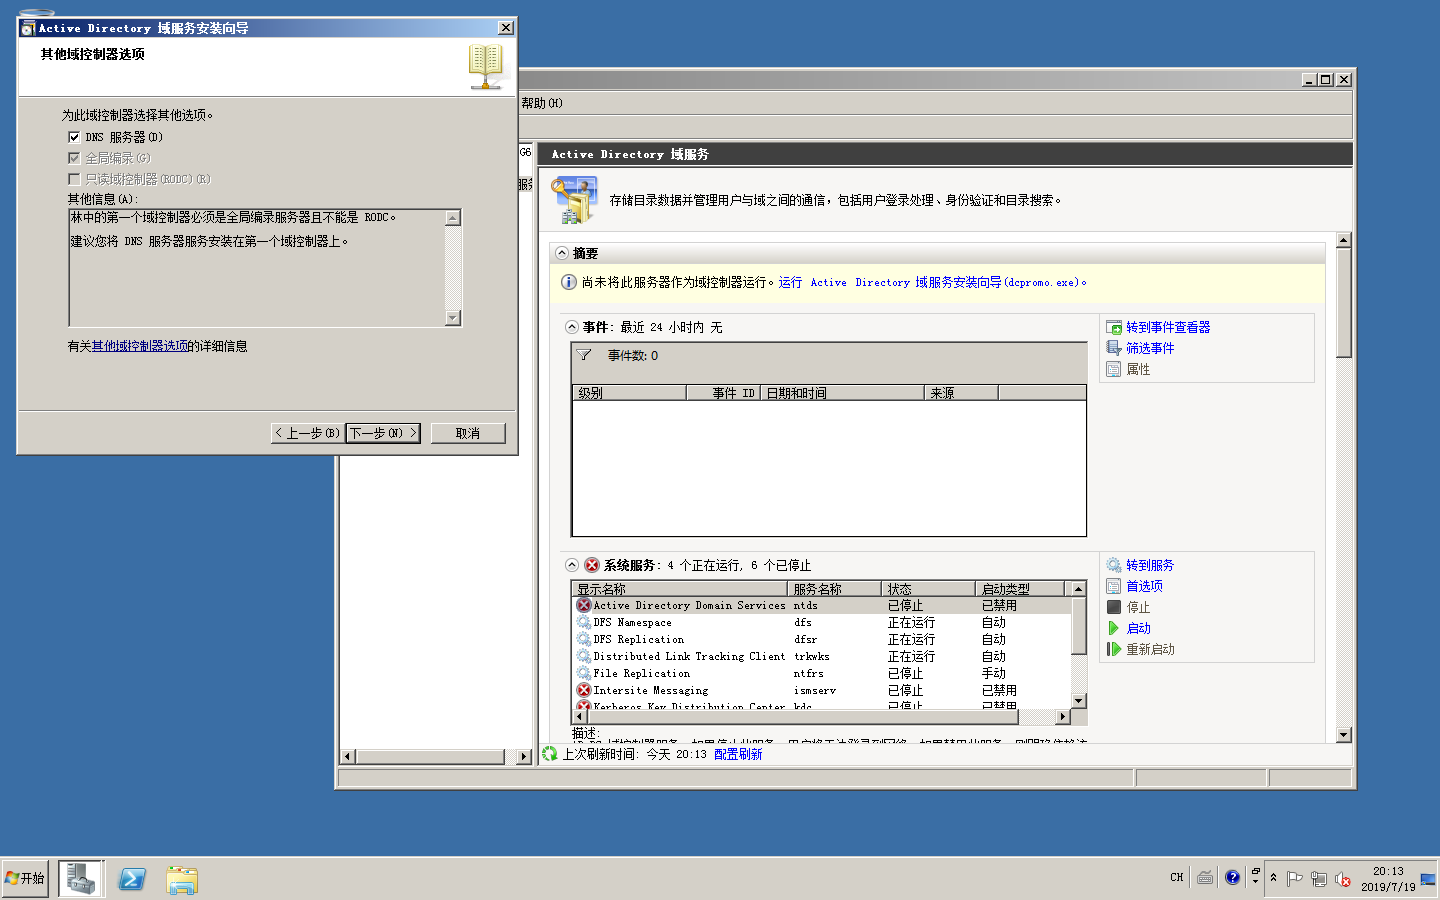 Active Directory 域服务安装向导
其他域控制器选项
为此域控制器选择其他选项。
DNS 服务器(D)
全局编录(G)
只读域控制器(RODC)(R)
其他信息(A):
林中的第一个域控制器必须是全局编录服务器且不能是 RODC。
建议您将 DNS 服务器服务安装在第一个域控制器上。
有关其他域控制器选项的详细信息
< 上一步(B)
下一步(N) >
取消
帮助(H)
G6
服务
Active Directory 域服务
存储目录数据并管理用户与域之间的通信，包括用户登录处理、身份验证和目录搜索。
摘要
尚未将此服务器作为域控制器运行。运行 Active Directory 域服务安装向导(dcpromo.exe)。
事件: 最近 24 小时内 无
事件数: 0
级别 事件 ID 日期和时间 来源
转到事件查看器
筛选事件
属性
系统服务: 4 个正在运行, 6 个已停止
显示名称 服务名称 状态 启动类型
Active Directory Domain Services ntds 已停止 已禁用
DFS Namespace dfs 正在运行 自动
DFS Replication dfsr 正在运行 自动
Distributed Link Tracking Client trkwks 正在运行 自动
File Replication ntfrs 已停止 手动
Intersite Messaging ismserv 已停止 已禁用
Kerberos Key Distribution Center kdc 已停止 已禁用
描述:
转到服务
首选项
停止
启动
重新启动
上次刷新时间: 今天 20:13 配置刷新
开始
CH
20:13
2019/7/19